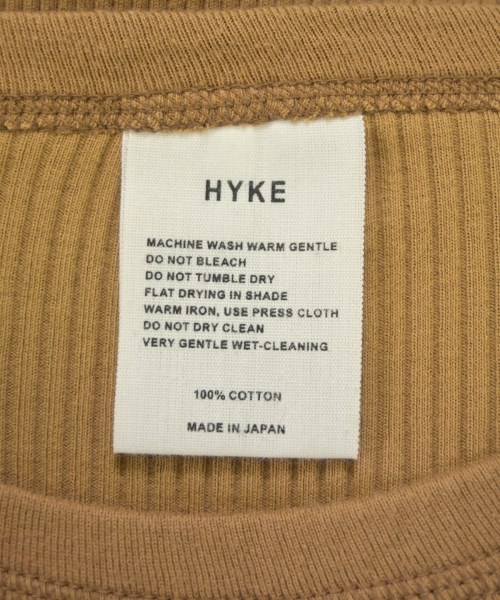 HYKE
MACHINE WASH WARM GENTLE
DO NOT BLEACH
DO NOT TUMBLE DRY
FLAT DRYING IN SHADE
WARM IRON, USE PRESS CLOTH
DO NOT DRY CLEAN
VERY GENTLE WET-CLEANING
100% COTTON
MADE IN JAPAN